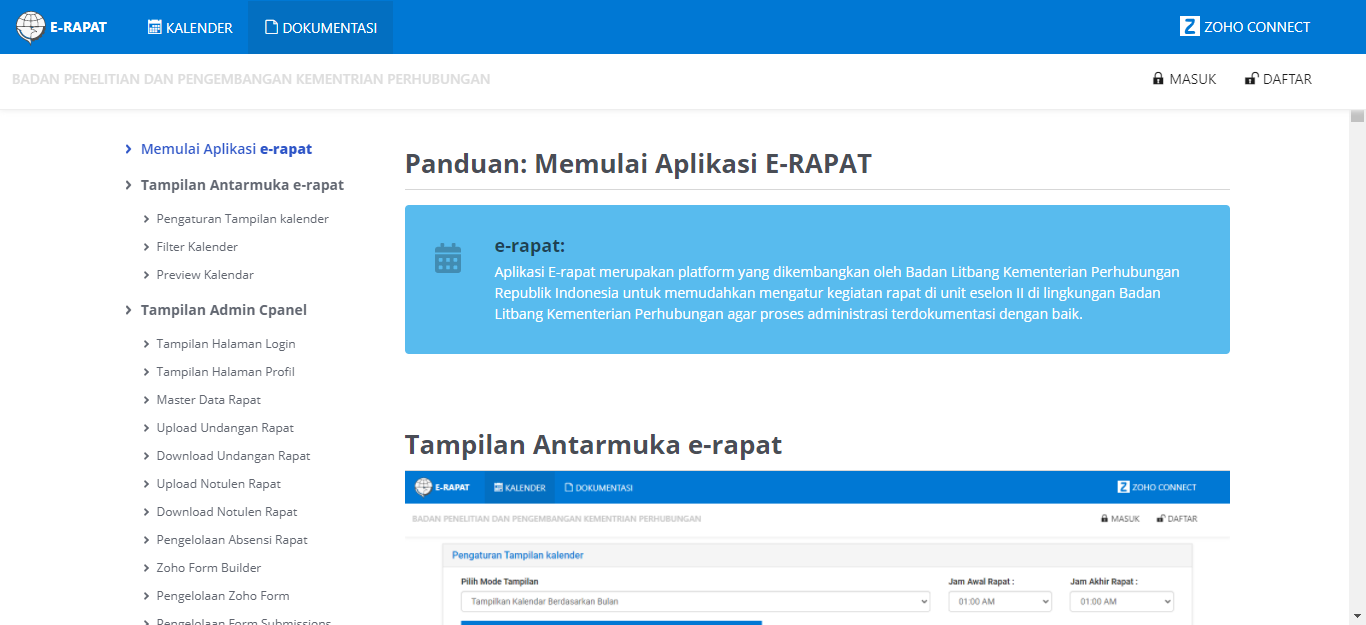 E-RAPAT KALENDER DOKUMENTASI Z ZOHO CONNECT
BADAN PENELITIAN DAN PENGEMBANGAN KEMENTRIAN PERHUBUNGAN MASUK DAFTAR
Memulai Aplikasi e-rapat
Tampilan Antarmuka e-rapat
Pengaturan Tampilan kalender
Filter Kalender
Preview Kalendar
Tampilan Admin Cpanel
Tampilan Halaman Login
Tampilan Halaman Profil
Master Data Rapat
Upload Undangan Rapat
Download Undangan Rapat
Upload Notulen Rapat
Download Notulen Rapat
Pengelolaan Absensi Rapat
Zoho Form Builder
Pengelolaan Zoho Form
Pengelolaan Form Submissions
Panduan: Memulai Aplikasi E-RAPAT
e-rapat:
Aplikasi E-rapat merupakan platform yang dikembangkan oleh Badan Litbang Kementerian Perhubungan
Republik Indonesia untuk memudahkan mengatur kegiatan rapat di unit eselon II di lingkungan Badan
Litbang Kementerian Perhubungan agar proses administrasi terdokumentasi dengan baik.
Tampilan Antarmuka e-rapat
E-RAPAT KALENDER DOKUMENTASI Z ZOHO CONNECT
BADAN PENELITIAN DAN PENGEMBANGAN KEMENTRIAN PERHUBUNGAN MASUK DAFTAR
Pengaturan Tampilan kalender
Pilih Mode Tampilan Jam Awal Rapat : Jam Akhir Rapat :
Tampilkan Kalendar Berdasarkan Bulan 01:00 AM 01:00 AM